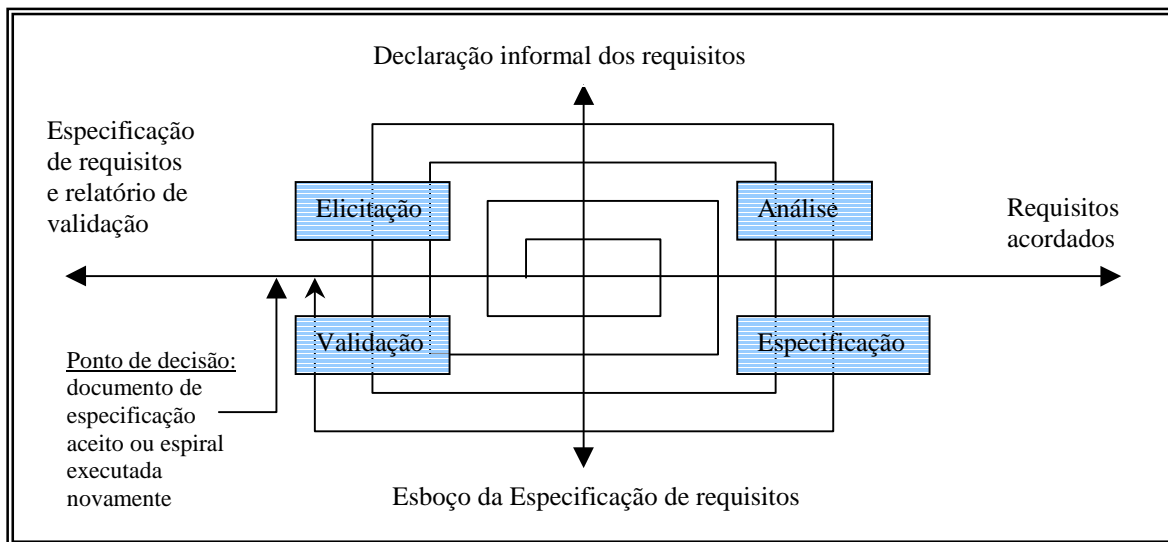 Declaração informal dos requisitos
Especificação
de requisitos
e relatório de
validação
Elicitação
Análise
Requisitos
acordados
Validação
Especificação
Ponto de decisão:
documento de
especificação
aceito ou espiral
executada
novamente
Esboço da Especificação de requisitos